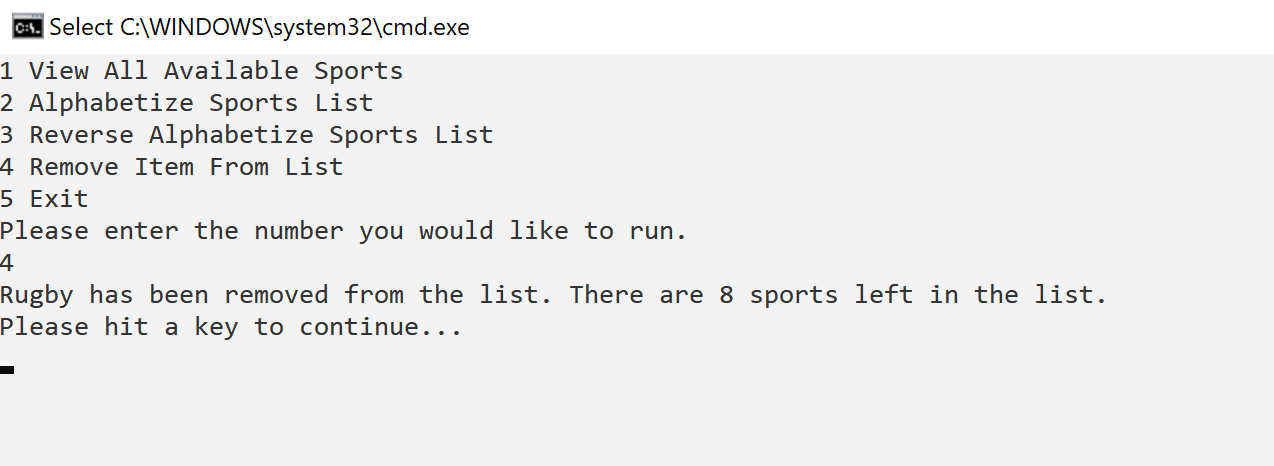 Select C:\WINDOWS\system32\cmd.exe
1 View All Available Sports
2 Alphabetize Sports List
3 Reverse Alphabetize Sports List
4 Remove Item From List
5 Exit
Please enter the number you would like to run.
4
Rugby has been removed from the list. There are 8 sports left in the list.
Please hit a key to continue...